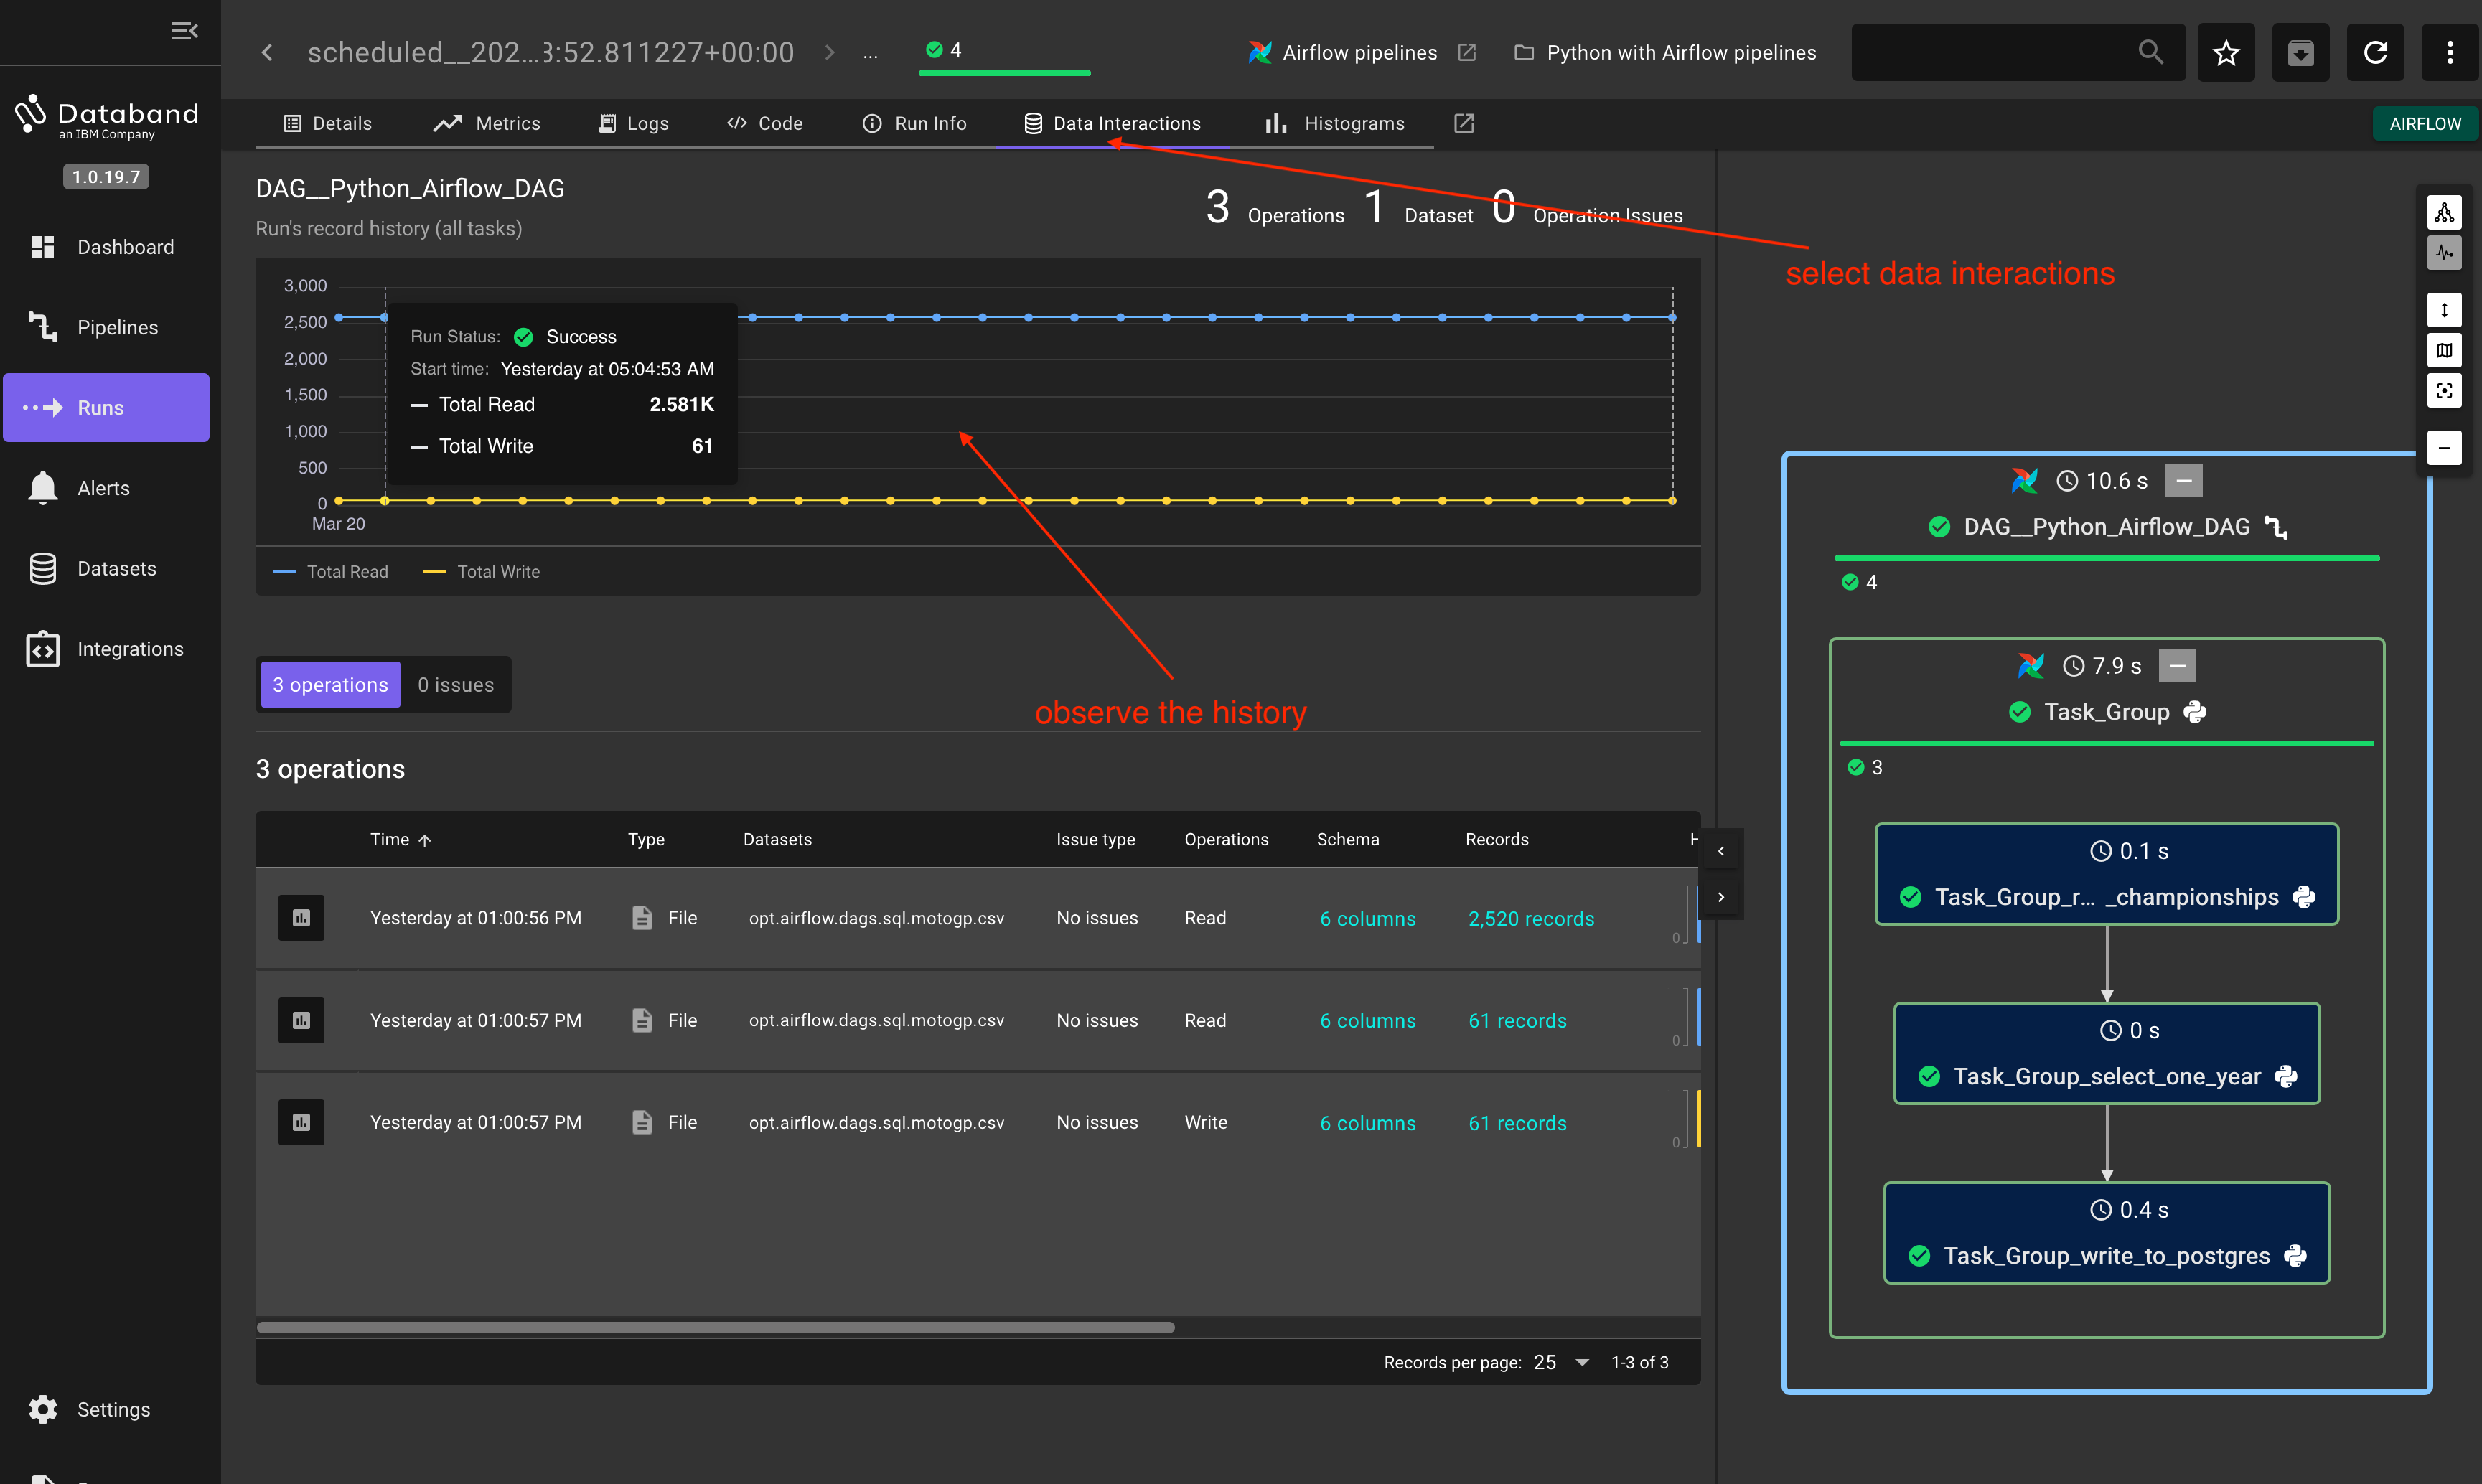 scheduled__202...3:52.811227+00:00
...
4
Airflow pipelines
Python with Airflow pipelines
Databand
an IBM Company
1.0.19.7
Dashboard
Pipelines
Runs
Alerts
Datasets
Integrations
Settings
Details
Metrics
Logs
Code
Run Info
Data Interactions
Histograms
AIRFLOW
DAG__Python_Airflow_DAG
Run's record history (all tasks)
3 Operations 1 Dataset 0 Operation Issues
select data interactions
3,000
2,500
2,000
1,500
1,000
500
0
Mar 20
Run Status: Success
Start time: Yesterday at 05:04:53 AM
Total Read 2.581K
Total Write 61
Total Read Total Write
3 operations 0 issues
observe the history
3 operations
Time Type Datasets Issue type Operations Schema Records
Yesterday at 01:00:56 PM File opt.airflow.dags.sql.motogp.csv No issues Read 6 columns 2,520 records 0
Yesterday at 01:00:57 PM File opt.airflow.dags.sql.motogp.csv No issues Read 6 columns 61 records 0
Yesterday at 01:00:57 PM File opt.airflow.dags.sql.motogp.csv No issues Write 6 columns 61 records 0
Records per page: 25 1-3 of 3
10.6 s
DAG__Python_Airflow_DAG
4
7.9 s
Task_Group
3
0.1 s
Task_Group_r... _championships
0 s
Task_Group_select_one_year
0.4 s
Task_Group_write_to_postgres